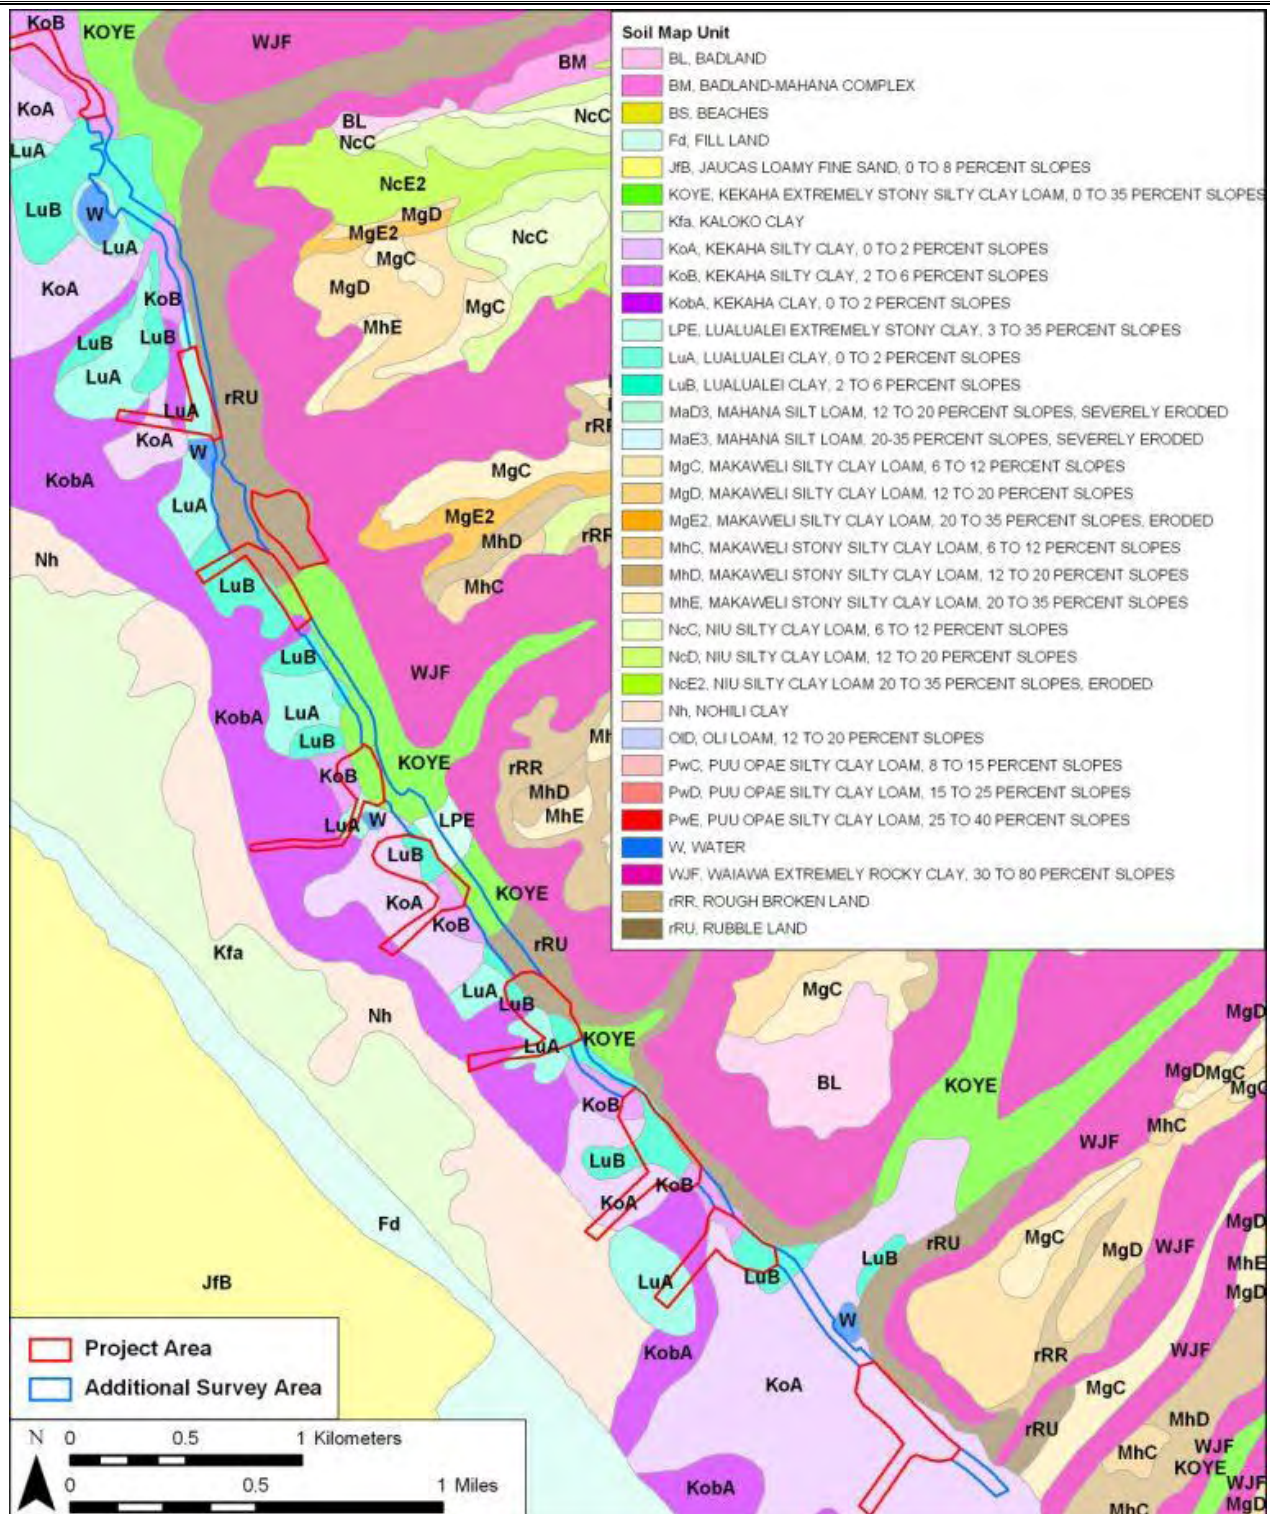 KoB
KOYE
WJF
BM
KoA
BL
NcC
NcC
LuA
NcE2
LuB
W
MgD
MgE2
NcC
LuA
MgC
KoA
MgD
KoB
MgC
LuB
LuB
MhE
LuA
rRU
LuA
KoA
W
MgC
KobA
LuA
MgE2
rRR
MhD
Nh
LuB
MhC
LuB
WJF
LuA
KobA
LuB
KOYE
KoB
rRR
MhD
LuA
W
LPE
MhE
LuB
KOYE
KoA
KoB
rRU
Kfa
LuA
LuB
MgC
Nh
MgD
LuA
KOYE
MgD
MgC
BL
KOYE
KoB
MhC
WJF
LuB
KoB
KoA
Fd
MgD
MgC
rRU
MgD
WJF
LuB
MhE
LuA
LuB
JfB
MgD
W
KobA
rRR
WJF
KoA
MgC
MhD
rRU
WJF
MhC
KOYE
KobA
WJF
MhC
MgD
Soil Map Unit
BL, BADLAND
BM, BADLAND-MAHANA COMPLEX
BS, BEACHES
Fd, FILL LAND
JfB, JAUCAS LOAMY FINE SAND, 0 TO 8 PERCENT SLOPES
KOYE, KEKAHA EXTREMELY STONY SILTY CLAY LOAM, 0 TO 35 PERCENT SLOPES
Kfa, KALOKO CLAY
KoA, KEKAHA SILTY CLAY, 0 TO 2 PERCENT SLOPES
KoB, KEKAHA SILTY CLAY, 2 TO 6 PERCENT SLOPES
KobA, KEKAHA CLAY, 0 TO 2 PERCENT SLOPES
LPE, LUALUALEI EXTREMELY STONY CLAY, 3 TO 35 PERCENT SLOPES
LuA, LUALUALEI CLAY, 0 TO 2 PERCENT SLOPES
LuB, LUALUALEI CLAY, 2 TO 6 PERCENT SLOPES
MaD3, MAHANA SILT LOAM, 12 TO 20 PERCENT SLOPES, SEVERELY ERODED
MaE3, MAHANA SILT LOAM, 20-35 PERCENT SLOPES, SEVERELY ERODED
MgC, MAKAWELI SILTY CLAY LOAM, 6 TO 12 PERCENT SLOPES
MgD, MAKAWELI SILTY CLAY LOAM, 12 TO 20 PERCENT SLOPES
MgE2, MAKAWELI SILTY CLAY LOAM, 20 TO 35 PERCENT SLOPES, ERODED
MhC, MAKAWELI STONY SILTY CLAY LOAM, 6 TO 12 PERCENT SLOPES
MhD, MAKAWELI STONY SILTY CLAY LOAM, 12 TO 20 PERCENT SLOPES
MhE, MAKAWELI STONY SILTY CLAY LOAM, 20 TO 35 PERCENT SLOPES
NcC, NIU SILTY CLAY LOAM, 6 TO 12 PERCENT SLOPES
NcD, NIU SILTY CLAY LOAM, 12 TO 20 PERCENT SLOPES
NcE2, NIU SILTY CLAY LOAM 20 TO 35 PERCENT SLOPES, ERODED
Nh, NOHILI CLAY
OlD, OLI LOAM, 12 TO 20 PERCENT SLOPES
PwC, PUU OPAE SILTY CLAY LOAM, 8 TO 15 PERCENT SLOPES
PwD, PUU OPAE SILTY CLAY LOAM, 15 TO 25 PERCENT SLOPES
PwE, PUU OPAE SILTY CLAY LOAM, 25 TO 40 PERCENT SLOPES
W, WATER
WJF, WAIAWA EXTREMELY ROCKY CLAY, 30 TO 80 PERCENT SLOPES
rRR, ROUGH BROKEN LAND
rRU, RUBBLE LAND
Project Area
Additional Survey Area
N
0 0.5 1 Kilometers
0 0.5 1 Miles